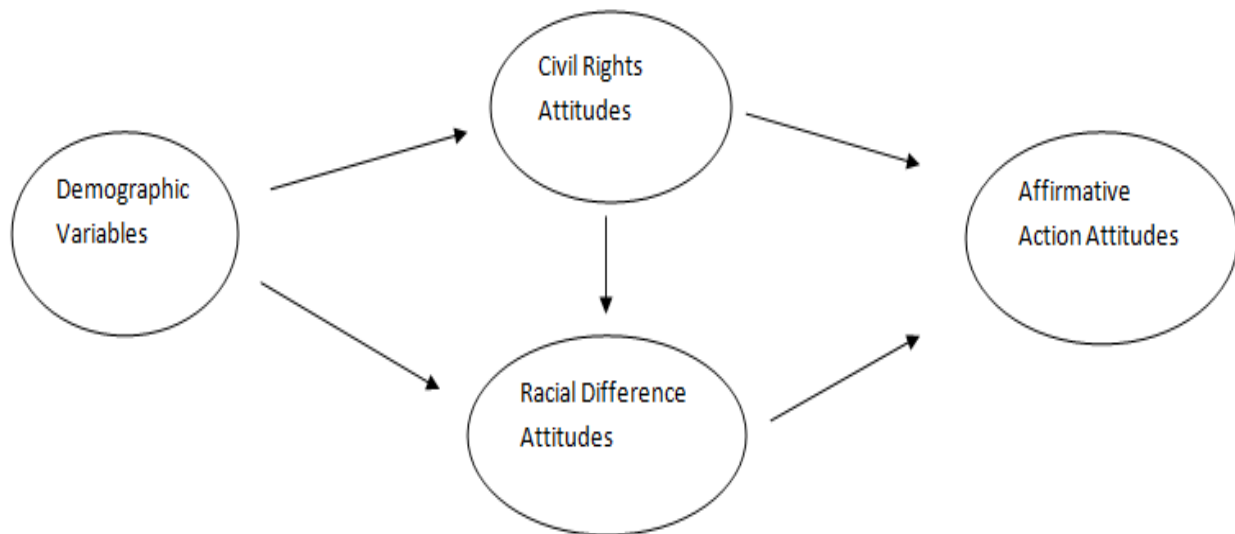 Civil Rights
Attitudes
Demographic
Variables
Affirmative
Action Attitudes
Racial Difference
Attitudes